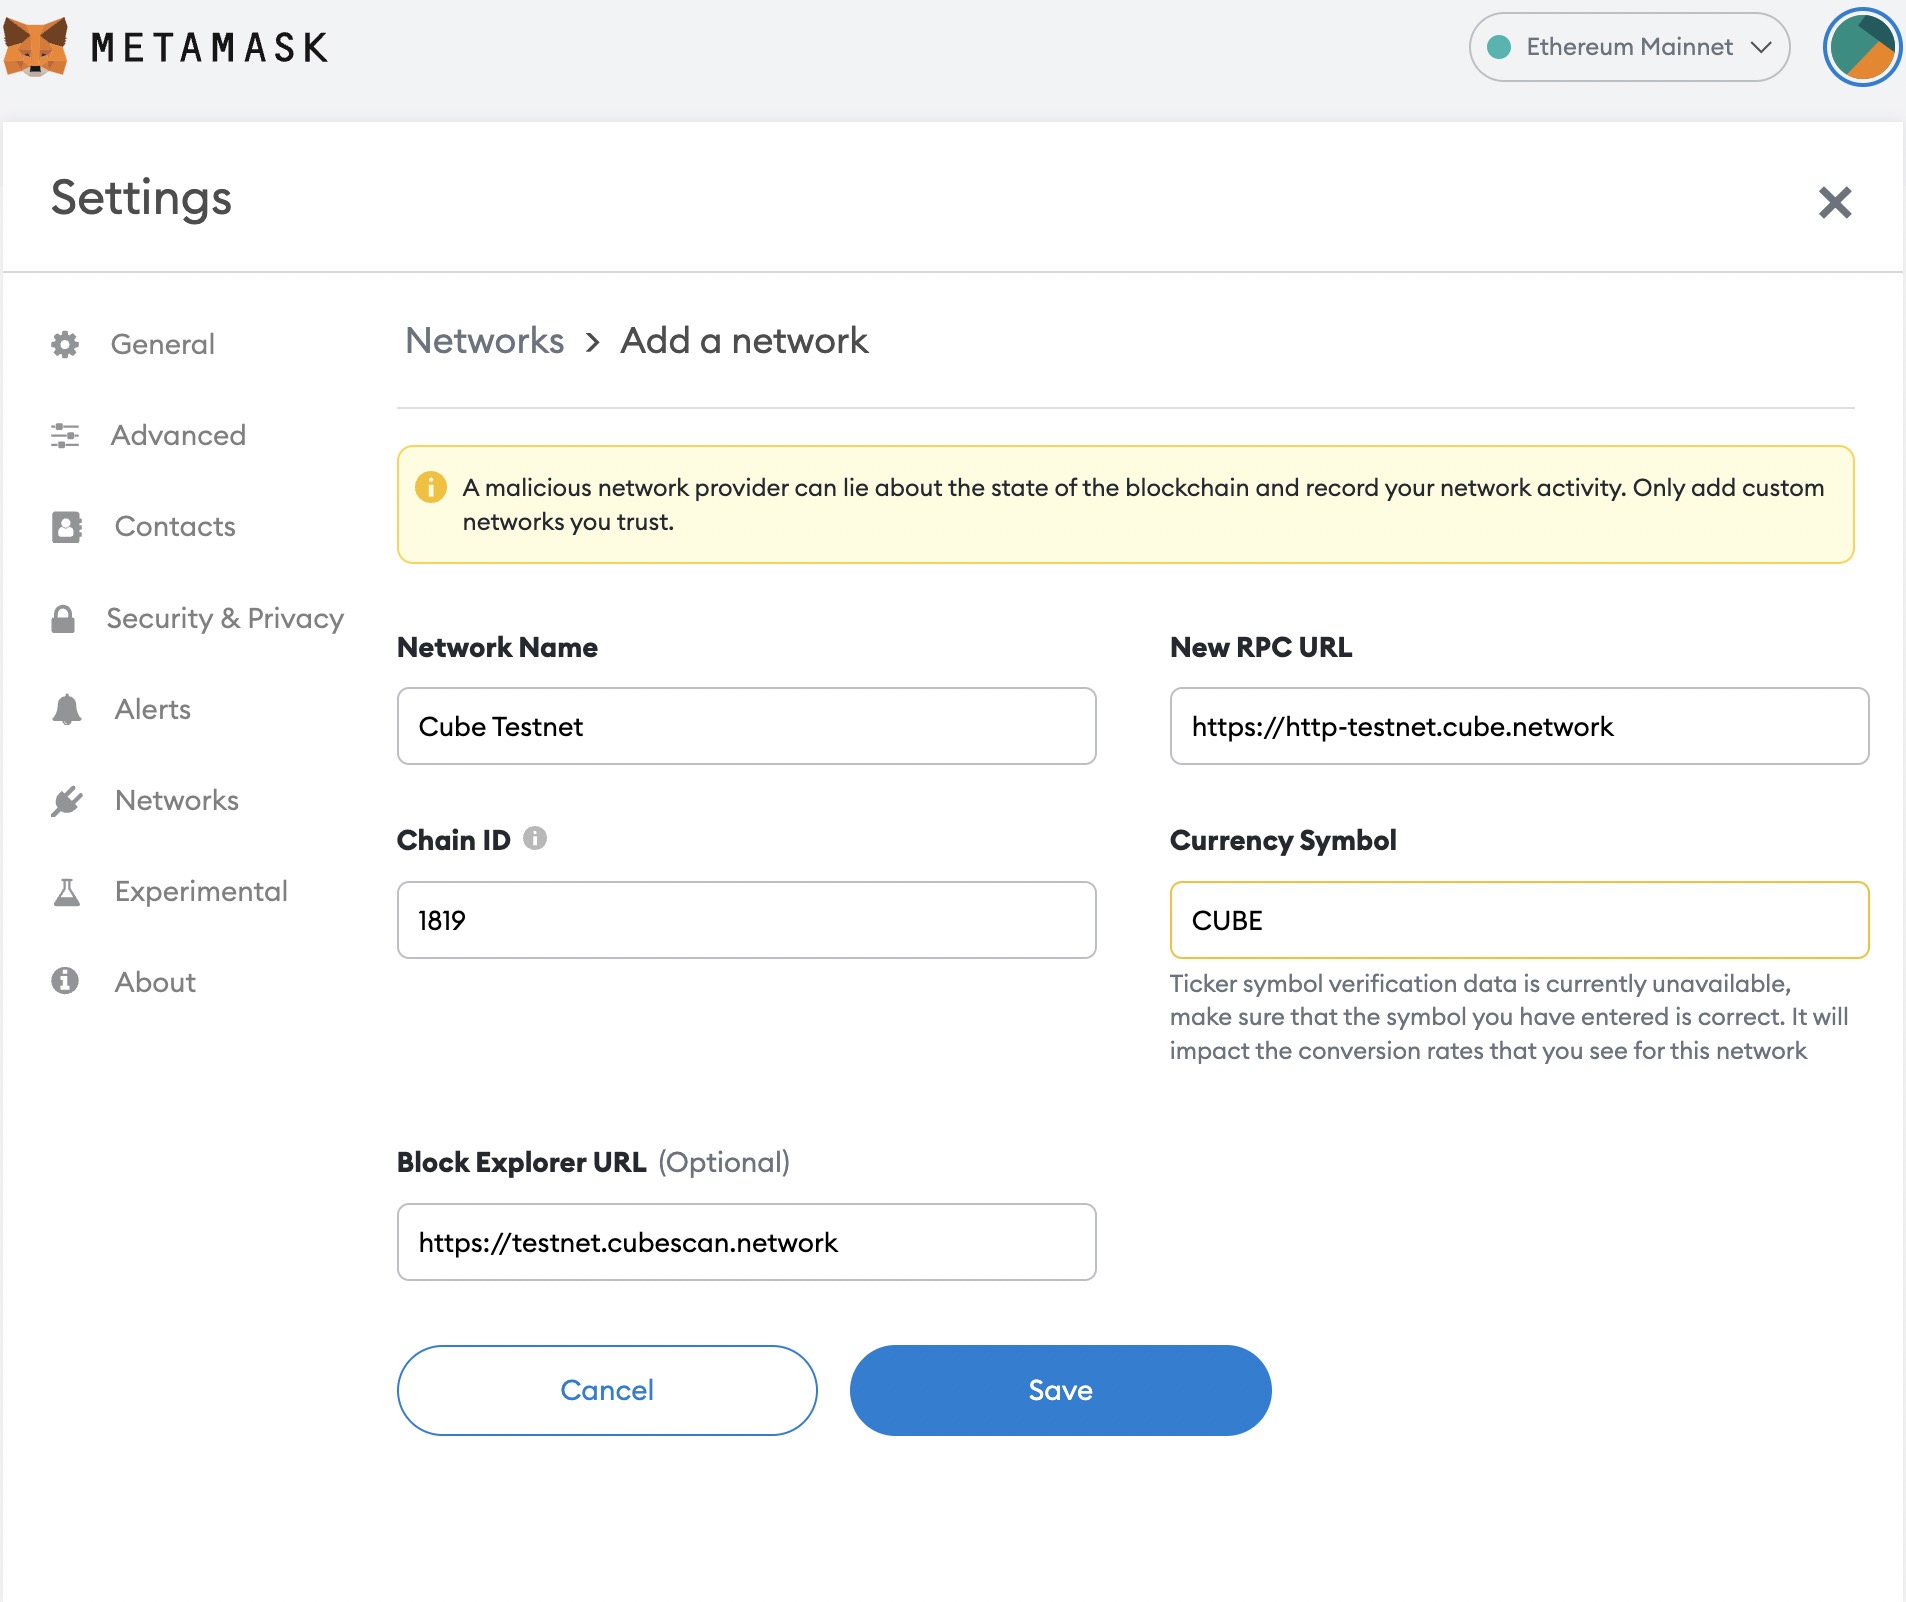 METAMASK
Ethereum Mainnet
Settings
General
Advanced
Contacts
Security & Privacy
Alerts
Networks
Experimental
About
Networks > Add a network
A malicious network provider can lie about the state of the blockchain and record your network activity. Only add custom
networks you trust.
Network Name
Cube Testnet
New RPC URL
https://http-testnet.cube.network
Chain ID
1819
Currency Symbol
CUBE
Ticker symbol verification data is currently unavailable,
make sure that the symbol you have entered is correct. It will
impact the conversion rates that you see for this network
Block Explorer URL (Optional)
https://testnet.cubescan.network
Cancel
Save